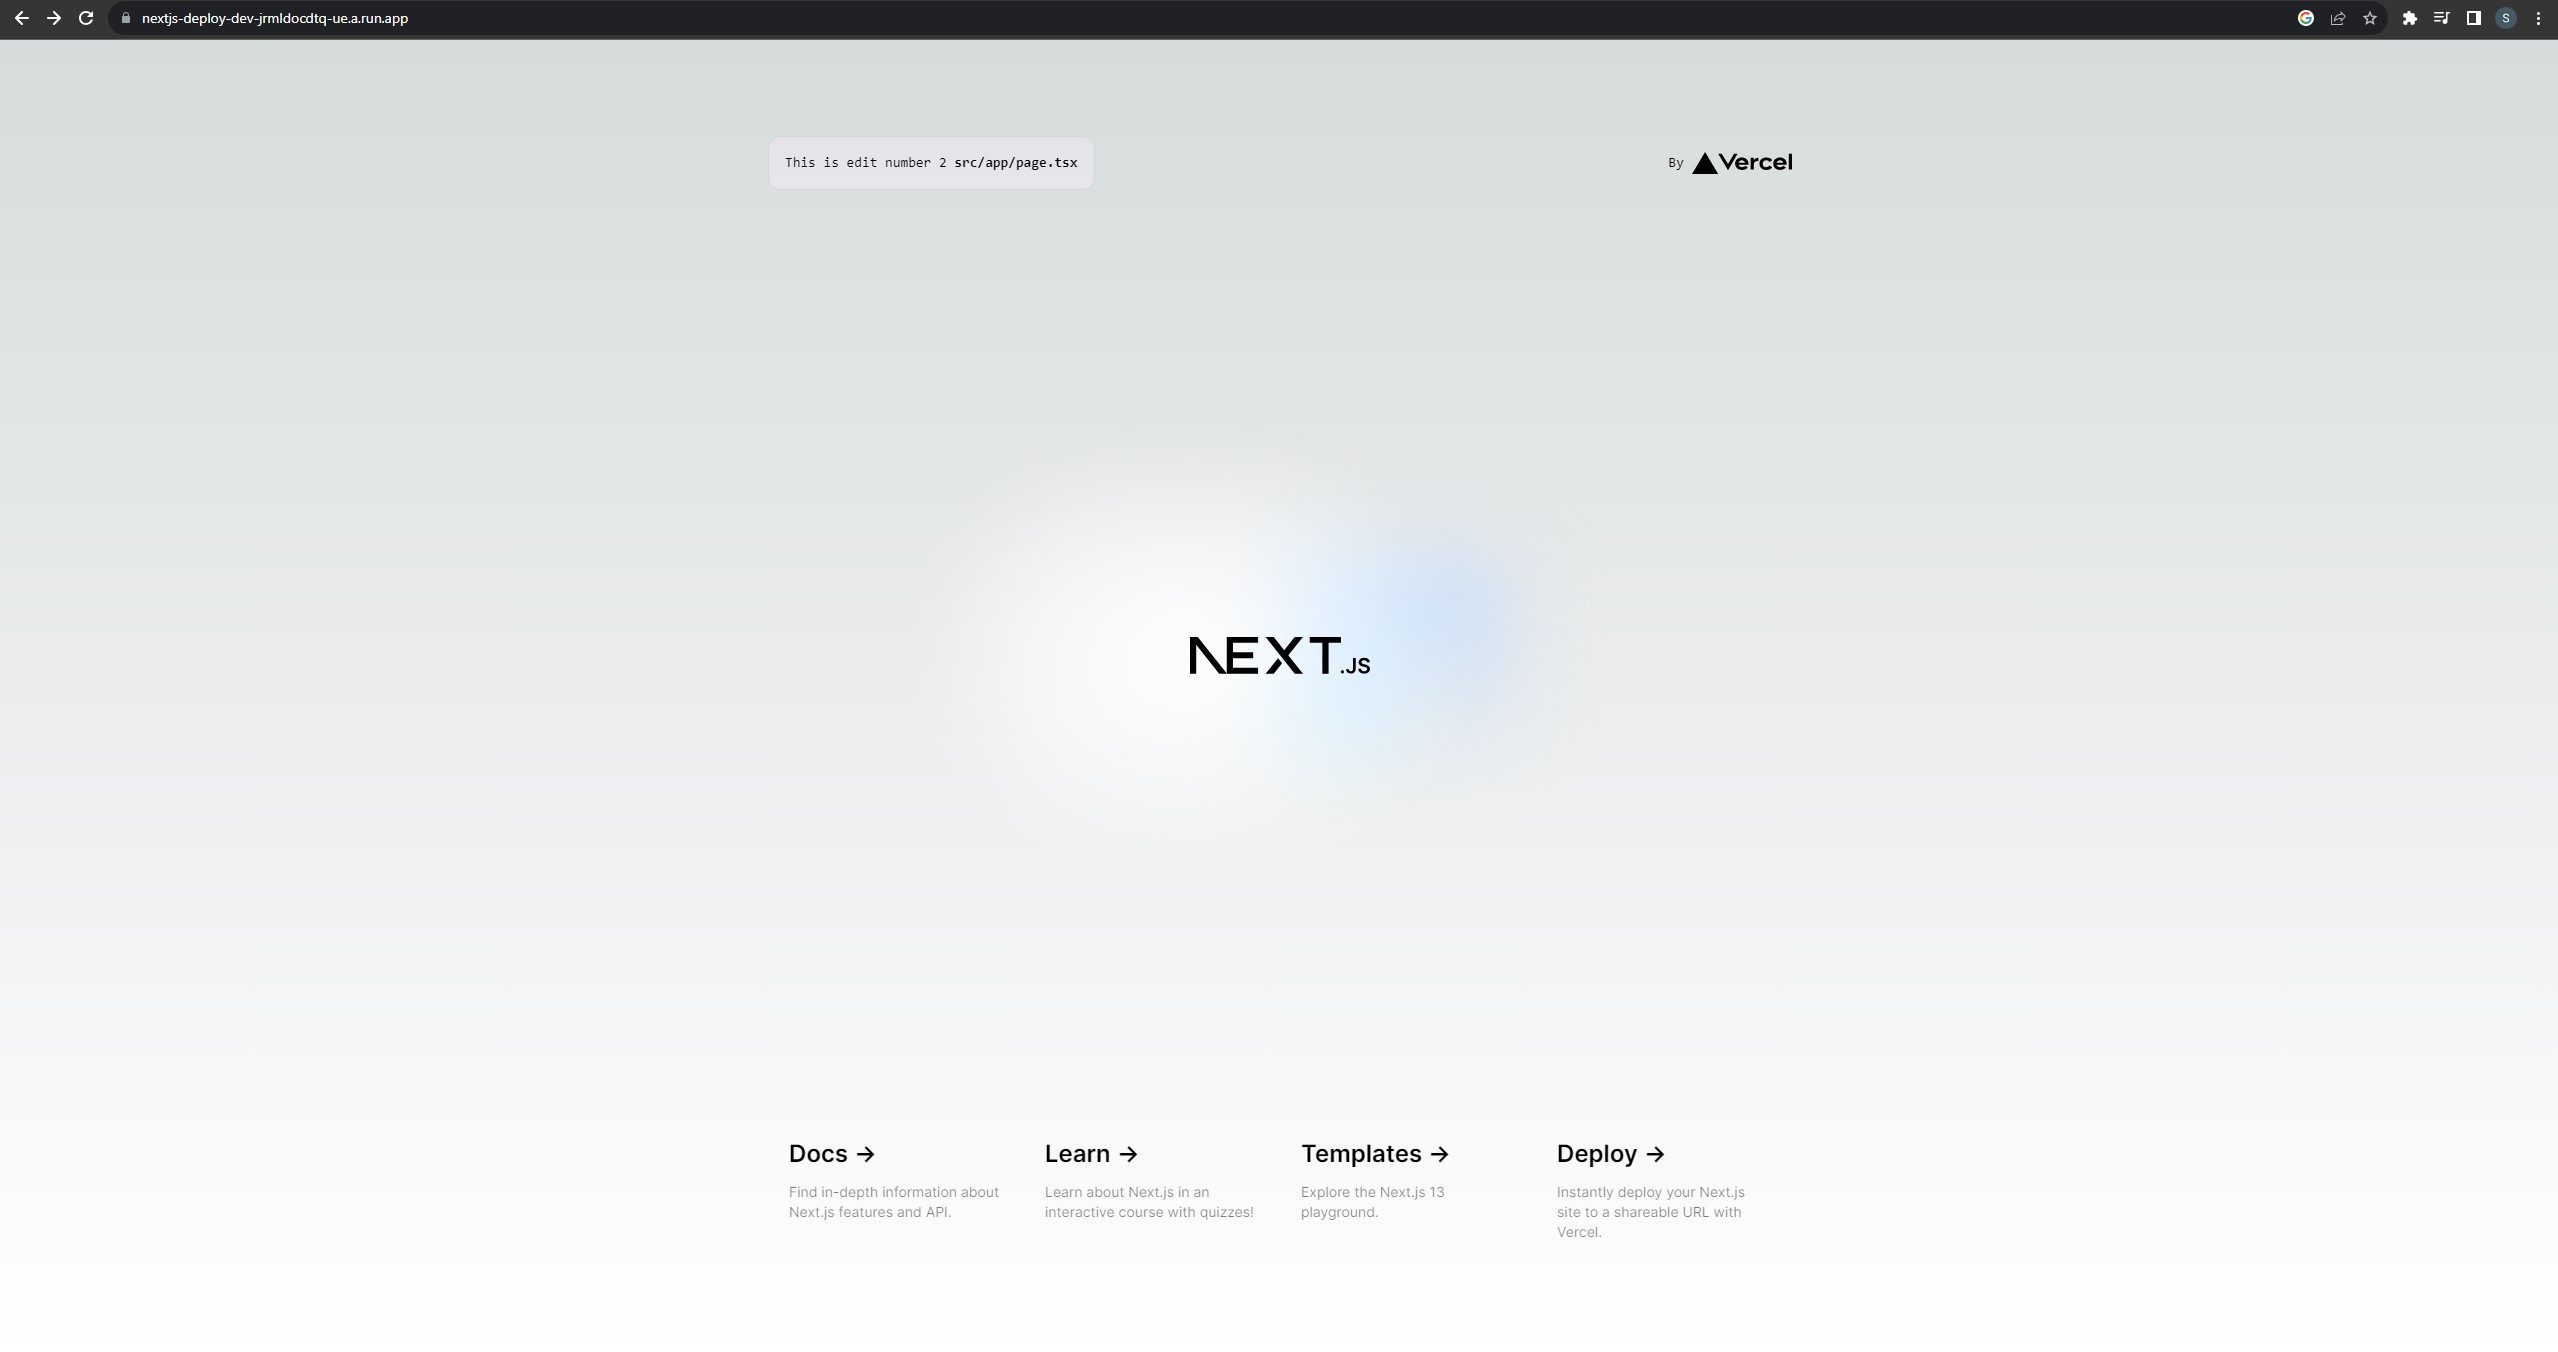 nextjs-deploy-dev-jrmldocdtq-ue.a.run.app
S
This is edit number 2 src/app/page.tsx
By Vercel
NEXT.JS
Docs →
Find in-depth information about
Next.js features and API.
Learn →
Learn about Next.js in an
interactive course with quizzes!
Templates →
Explore the Next.js 13
playground.
Deploy →
Instantly deploy your Next.js
site to a shareable URL with
Vercel.